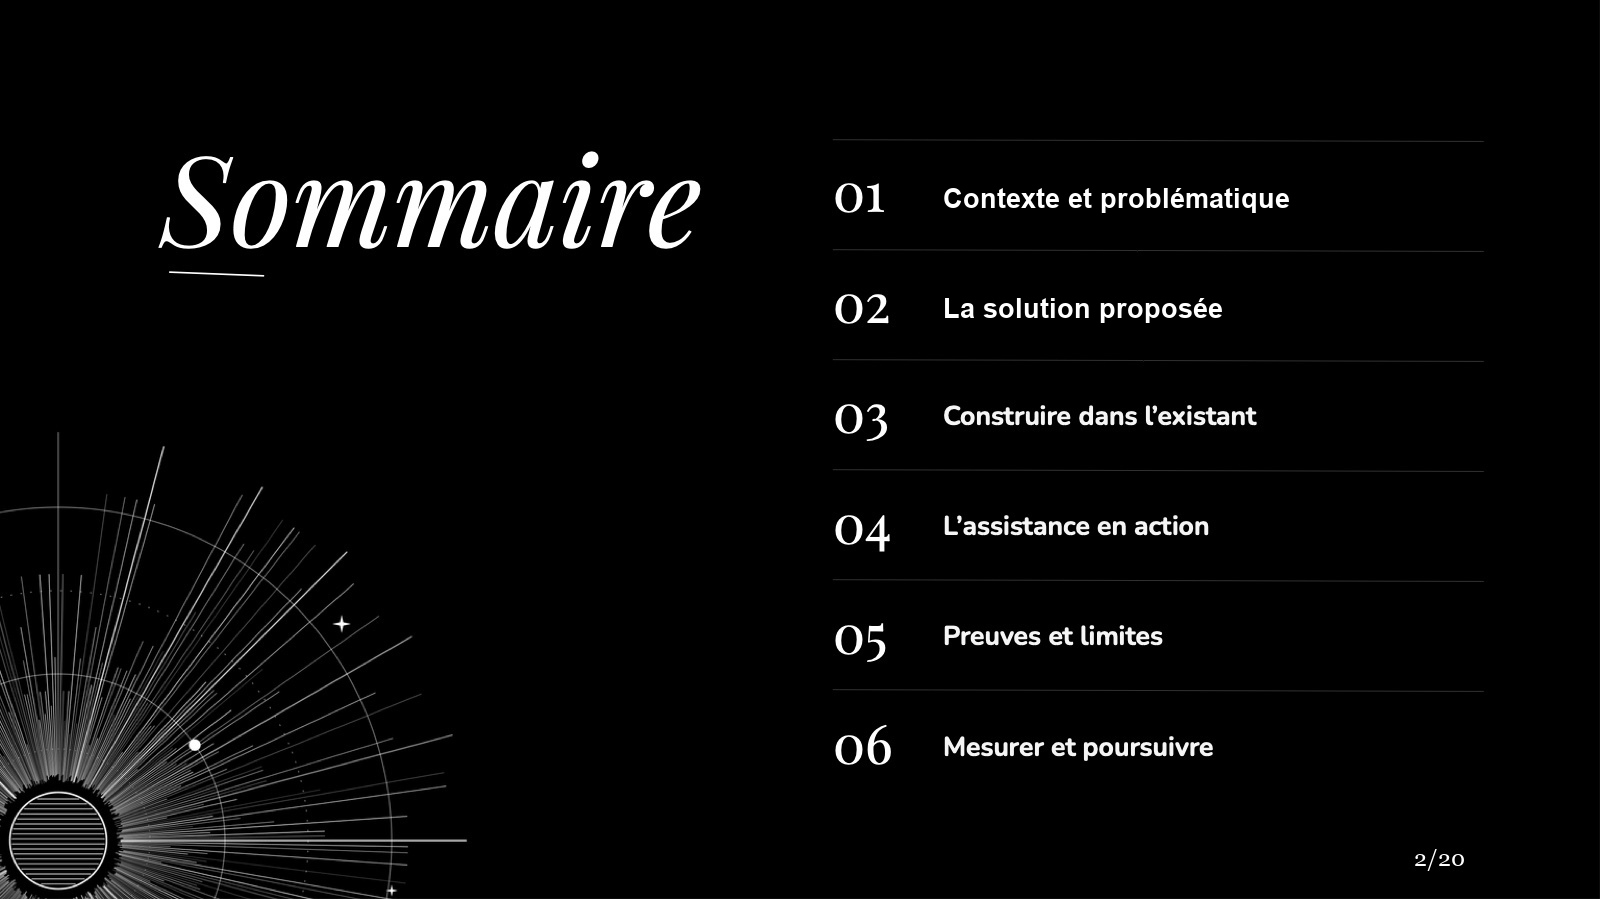 Sommaire
01 Contexte et problématique
02 La solution proposée
03 Construire dans l’existant
04 L’assistance en action
05 Preuves et limites
06 Mesurer et poursuivre
2/20